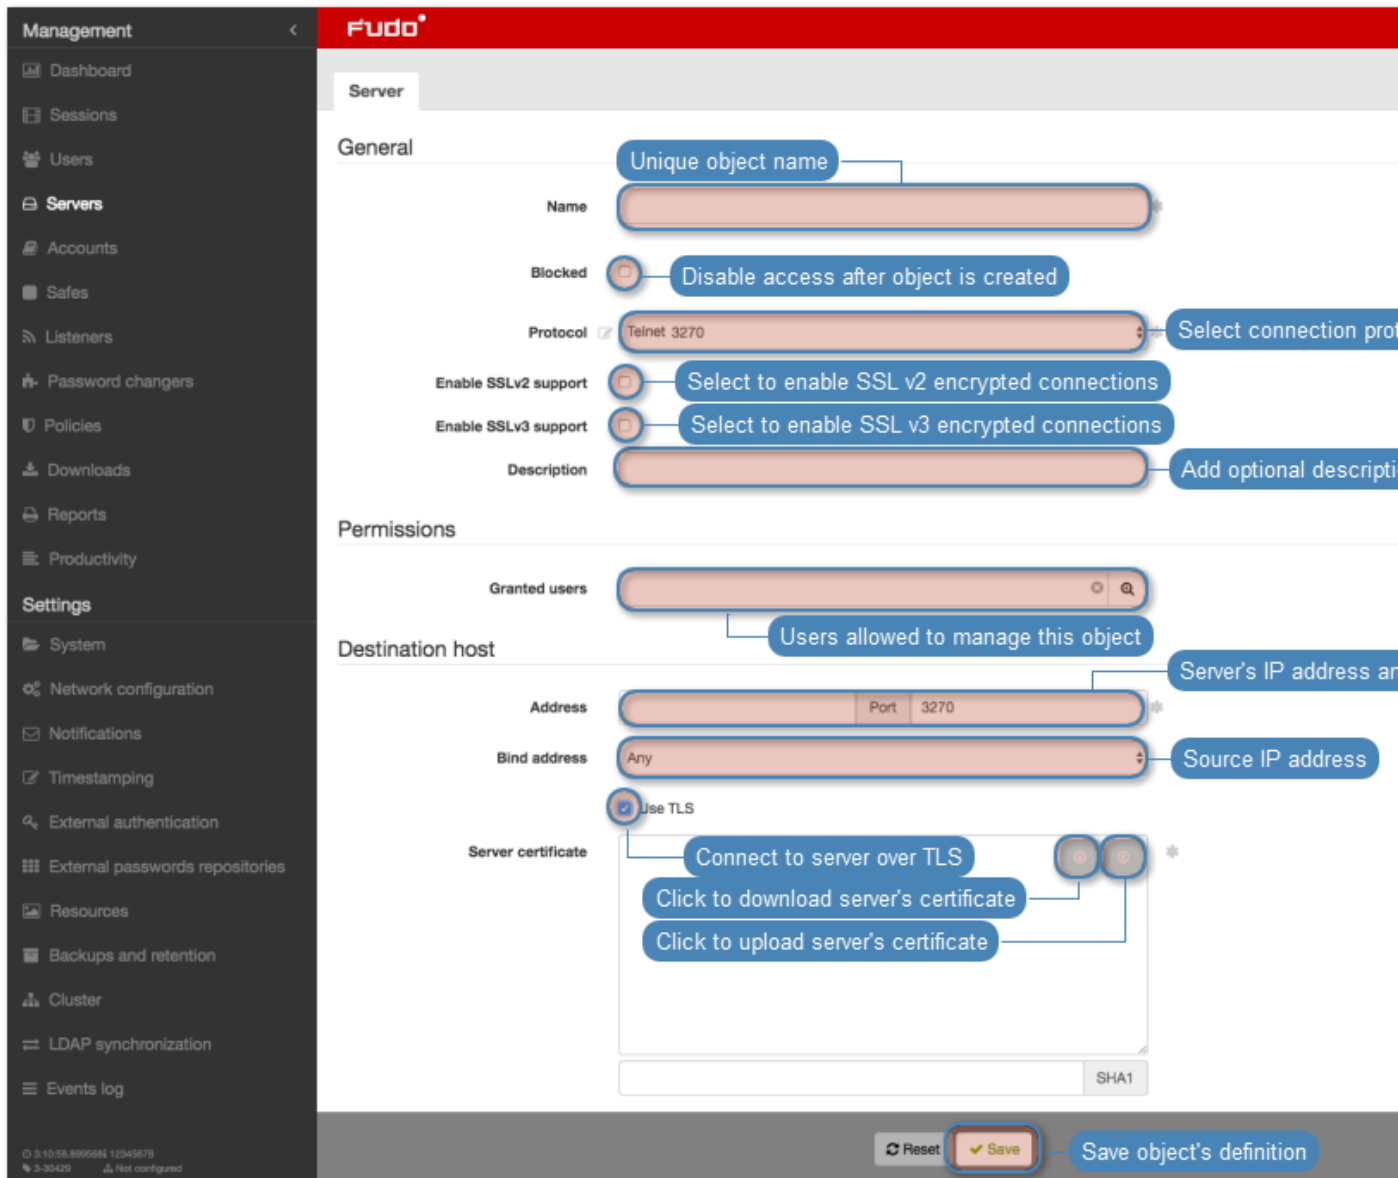 Management
Dashboard
Sessions
Users
Servers
Accounts
Safes
Listeners
Password changers
Policies
Downloads
Reports
Productivity
Settings
System
Network configuration
Notifications
Timestamping
External authentication
External passwords repositories
Resources
Backups and retention
Cluster
LDAP synchronization
Events log
3-30429 Not configured
FUDO
Server
General
Unique object name
Name
Blocked
Disable access after object is created
Protocol
Telnet 3270
Select connection prot
Enable SSLv2 support
Select to enable SSL v2 encrypted connections
Enable SSLv3 support
Select to enable SSL v3 encrypted connections
Description
Add optional descripti
Permissions
Granted users
Users allowed to manage this object
Destination host
Server's IP address an
Address
Port 3270
Bind address
Any
Source IP address
Use TLS
Server certificate
Connect to server over TLS
Click to download server's certificate
Click to upload server's certificate
SHA1
Reset
Save
Save object's definition